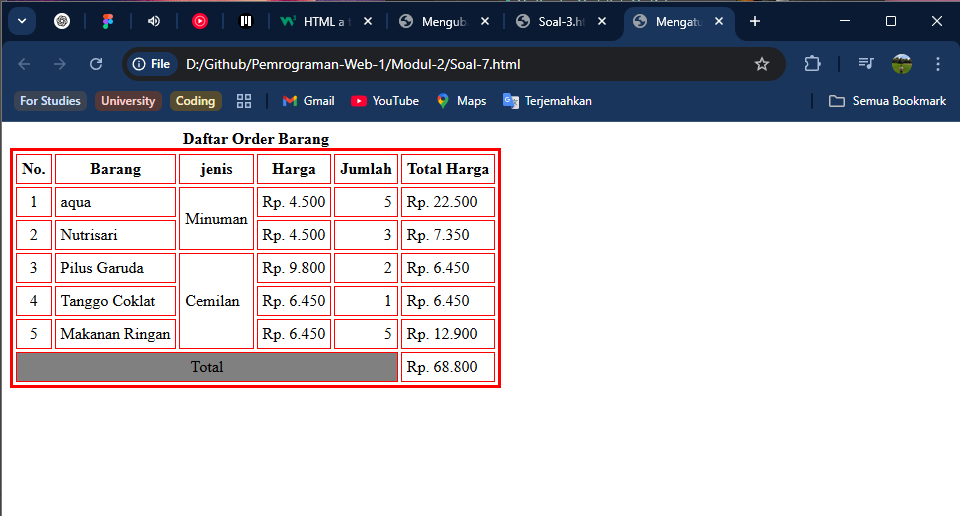 HTML a t
Mengub
Soal-3.ht
Mengatu
File D:/Github/Pemrograman-Web-1/Modul-2/Soal-7.html
For Studies University Coding Gmail YouTube Maps Terjemahkan Semua Bookmark
Daftar Order Barang
No. Barang jenis Harga Jumlah Total Harga
1 aqua Minuman Rp. 4.500 5 Rp. 22.500
2 Nutrisari Rp. 4.500 3 Rp. 7.350
3 Pilus Garuda Cemilan Rp. 9.800 2 Rp. 6.450
4 Tanggo Coklat Rp. 6.450 1 Rp. 6.450
5 Makanan Ringan Rp. 6.450 5 Rp. 12.900
Total Rp. 68.800